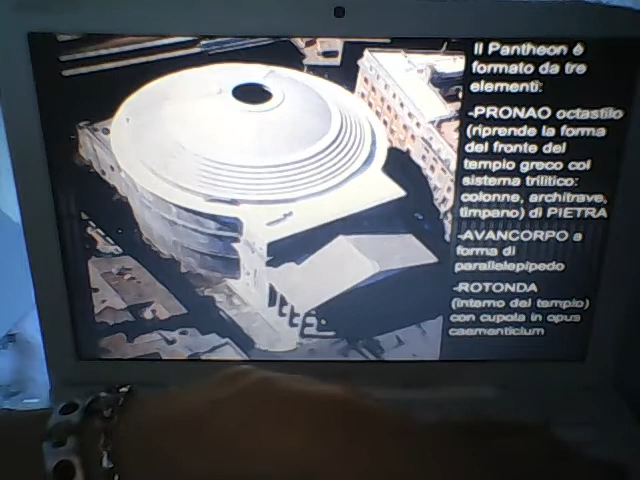 Il Pantheon è
formato da tre
elementi:
-PRONAO octastilo
(riprende la forma
del fronte del
tempio greco col
sistema trilitico:
colonne, architrave,
timpano) di PIETRA
-AVANCORPO a
forma di
parallelepipedo
-ROTONDA
(interno del tempio)
con cupola in opus
caementicium